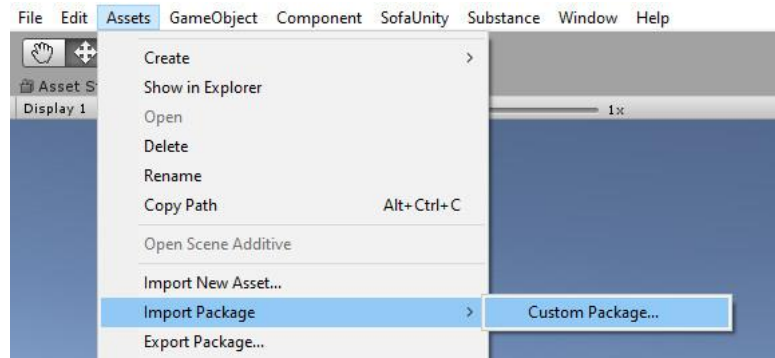 File Edit Assets GameObject Component SofaUnity Substance Window Help
Asset S
Display 1
1x
Create
Show in Explorer
Open
Delete
Rename
Copy Path Alt+Ctrl+C
Open Scene Additive
Import New Asset...
Import Package
Custom Package...
Export Package...